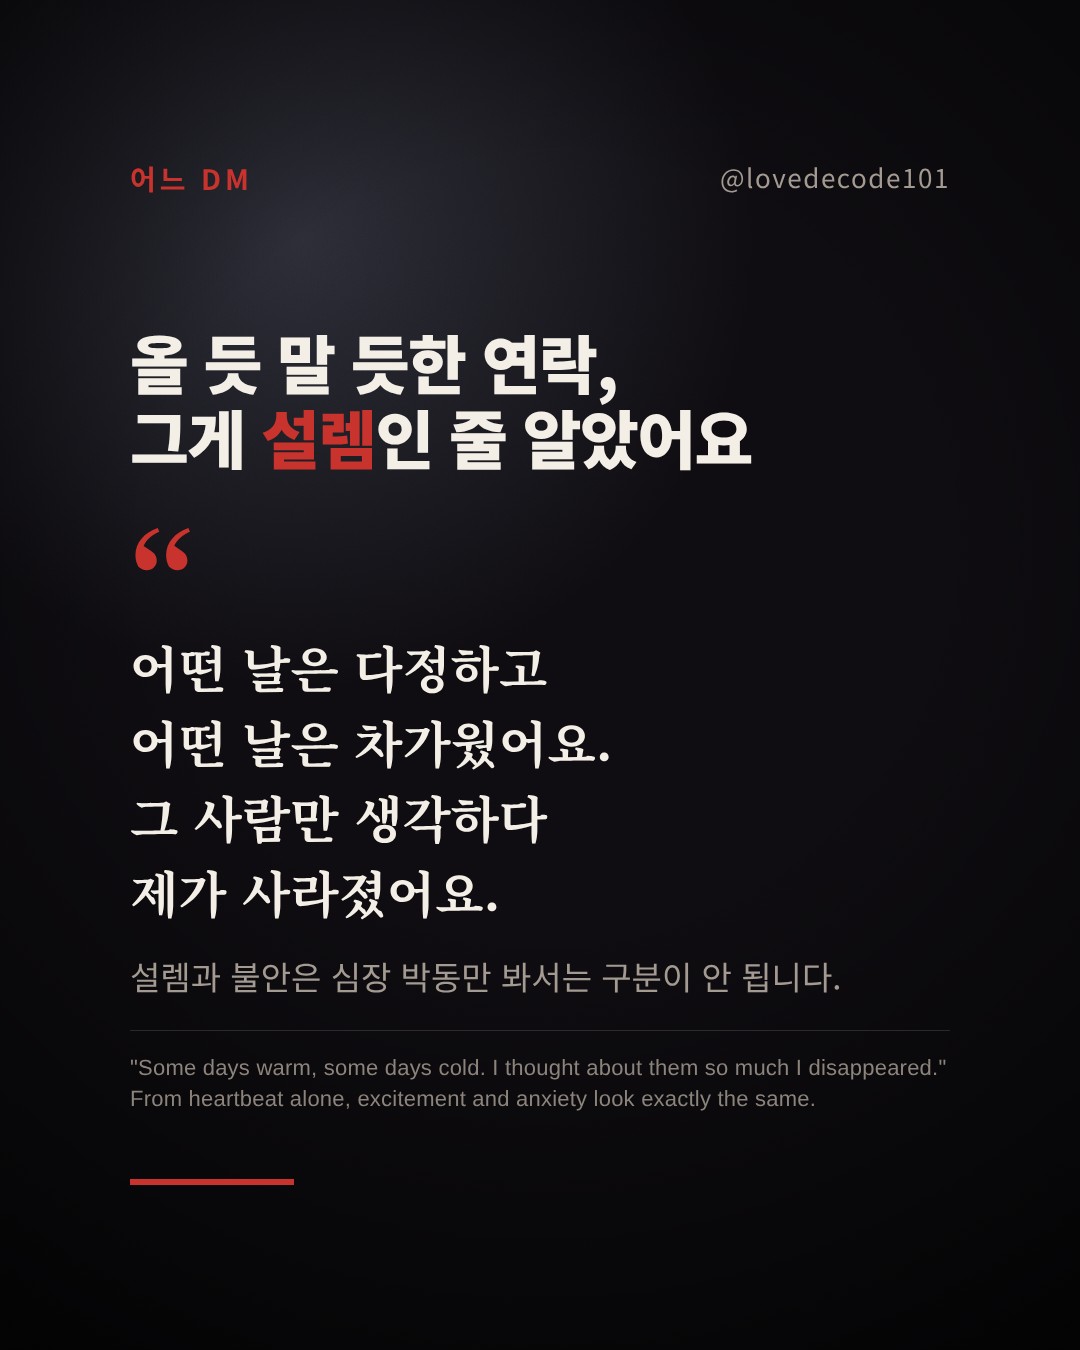 어느 DM
@lovedecode101
올 듯 말 듯한 연락,
그게 설렘인 줄 알았어요
“
어떤 날은 다정하고
어떤 날은 차가웠어요.
그 사람만 생각하다
제가 사라졌어요.
설렘과 불안은 심장 박동만 봐서는 구분이 안 됩니다.
"Some days warm, some days cold. I thought about them so much I disappeared."
From heartbeat alone, excitement and anxiety look exactly the same.